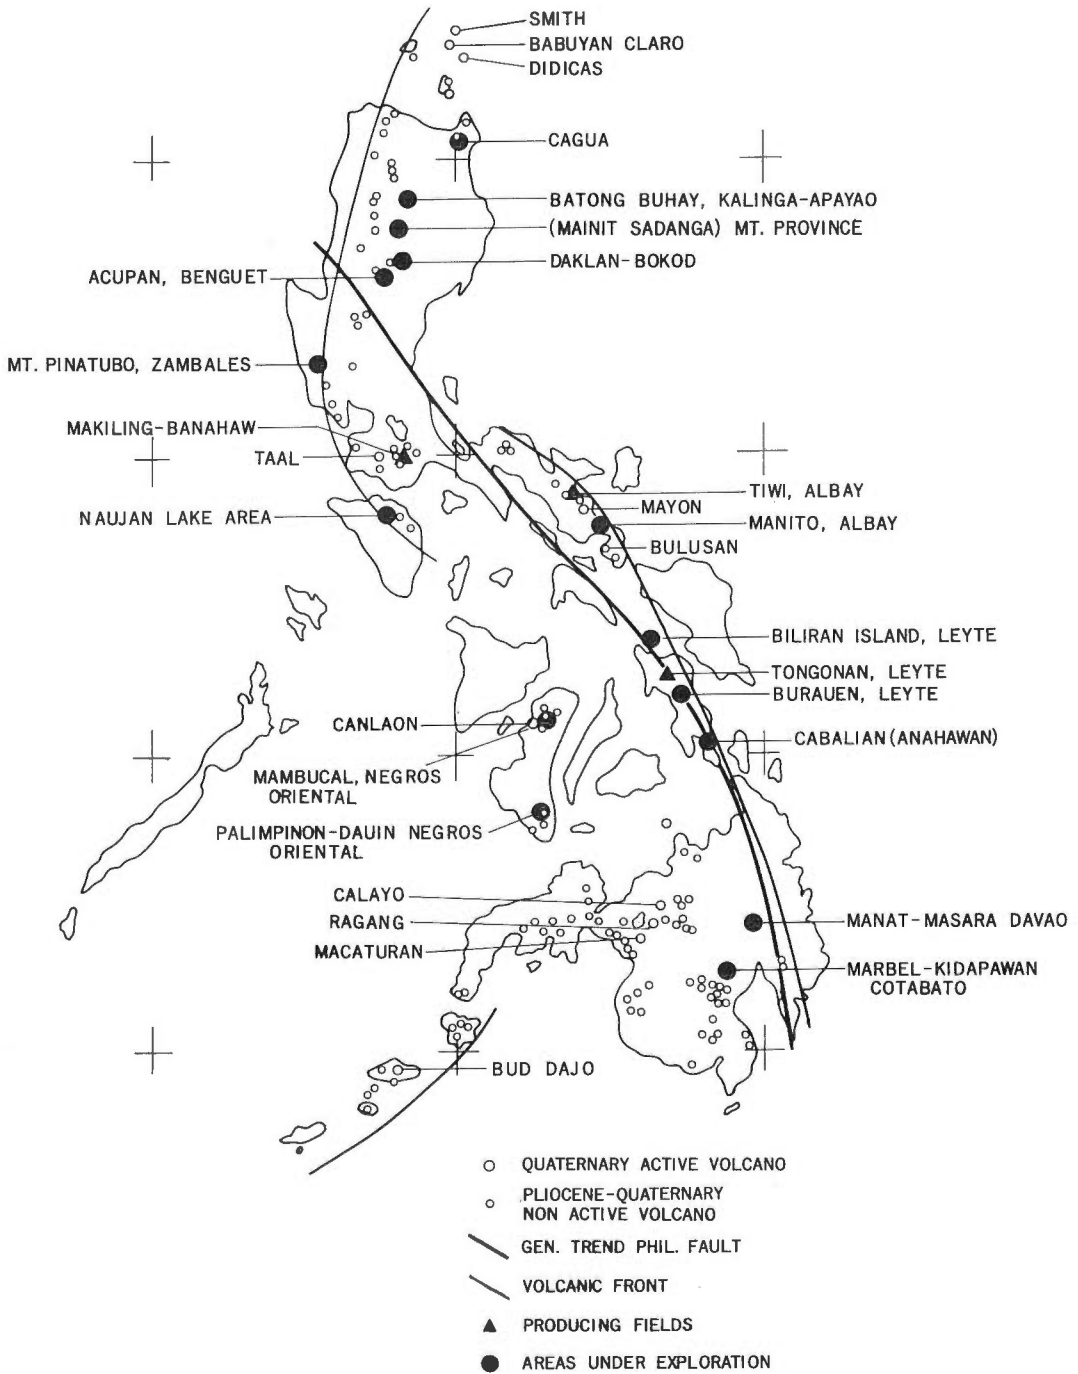 SMITH
BABUYAN CLARO
DIDICAS
CAGUA
BATONG BUHAY, KALINGA-APAYAO
(MAINIT SADANGA) MT. PROVINCE
DAKLAN-BOKOD
ACUPAN, BENGUET
MT. PINATUBO, ZAMBALES
MAKILING-BANAHAW
TAAL
TIWI, ALBAY
MAYON
NAUJAN LAKE AREA
MANITO, ALBAY
BULUSAN
BILIRAN ISLAND, LEYTE
TONGONAN, LEYTE
BURAUEN, LEYTE
CANLAON
CABALIAN (ANAHAWAN)
MAMBUCAL, NEGROS
ORIENTAL
PALIMPINON-DAUIN NEGROS
ORIENTAL
CALAYO
RAGANG
MACATURAN
MANAT-MASARA DAVAO
MARBEL-KIDAPAWAN
COTABATO
BUD DAJO
QUATERNARY ACTIVE VOLCANO
PLIOCENE-QUATERNARY
NON ACTIVE VOLCANO
GEN. TREND PHIL. FAULT
VOLCANIC FRONT
PRODUCING FIELDS
AREAS UNDER EXPLORATION